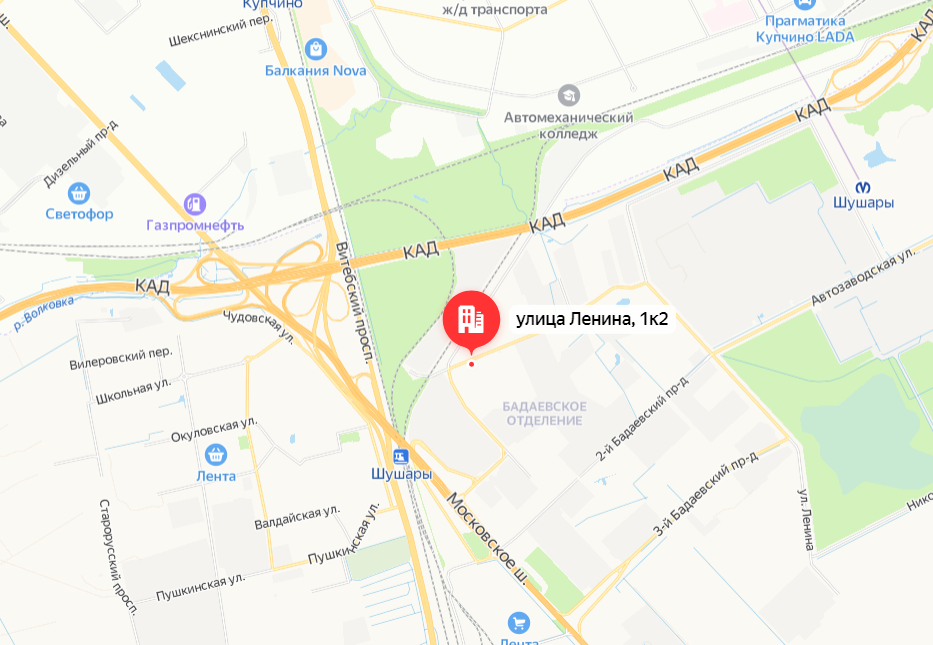 Купчино
ж/д транспорта
Шекснинский пер.
Балкания Nova
Прагматика
Купчино LADA
КАД
Автомеханический
колледж
КАД
Дизельный пр-д
Светофор
Газпромнефть
КАД
Шушары
КАД
КАД
КАД
Витебский просп.
Автозаводская ул.
р-Волковка
Чудовская ул.
улица Ленина, 1к2
Вилеровский пер.
Школьная ул.
Окуловская ул.
БАДАЕВСКОЕ
ОТДЕЛЕНИЕ
2-й Бадаевский пр-д
Лента
Шушары
3-й Бадаевский пр-д
ул. Ленина
Старорусский просп.
Валдайская ул.
Московское ш.
Пушкинская ул.
Пушкинская ул.
Лента